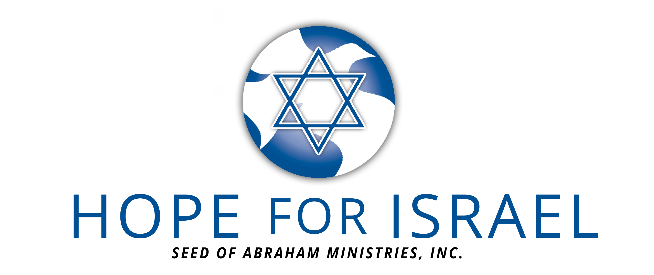 HOPE FOR ISRAEL
SEED OF ABRAHAM MINISTRIES, INC.